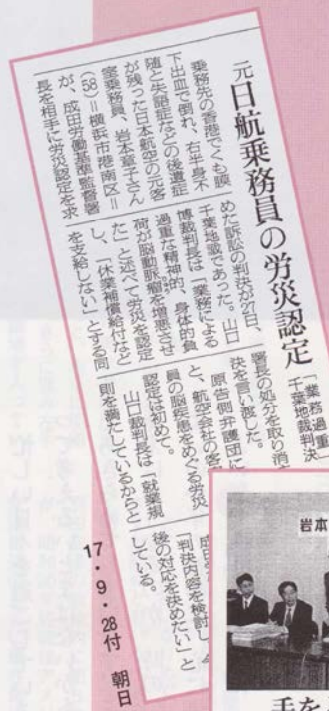 元日航乗務員の労災認定
「業務過重」
千葉地裁判決
乗務先の香港でくも膜
下出血で倒れ、右半身不
随と失語症などの後遺症
が残った日本航空の元客
室乗務員、岩本章子さん
(58)=横浜市港南区=
が、成田労働基準監督署
長を相手に労災認定を求
めた訴訟の判決が27日、
千葉地裁であった。山口
博裁判長は「業務による
過重な精神的、身体的負
荷が脳動脈瘤を増悪させ
た」と述べて労災を認定
し、「休業補償給付など
を支給しない」とする同
署長の処分を取り消
決を言い渡した。
原告側弁護団に
と、航空会社の客
員の脳疾患をめぐる労災
認定は初めて。
山口裁判長は「就業規
則を満たしているからと
「判決内容を検討し
後の対応を決めたい」と
している。
17・9・28付 朝日
岩本
手を